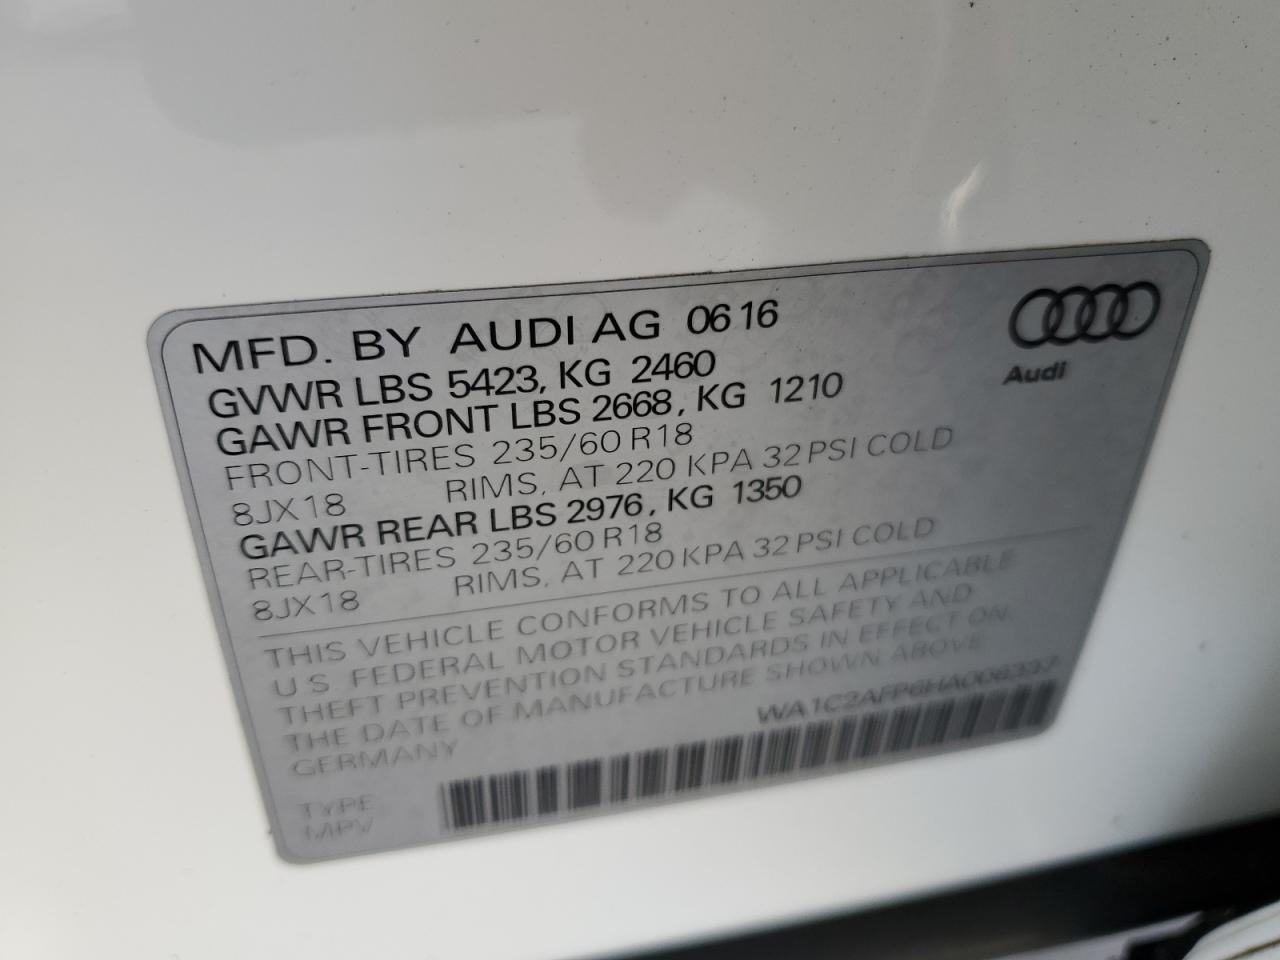 MFD. BY AUDI AG 0616
GVWR LBS 5423, KG 2460
GAWR FRONT LBS 2668, KG 1210
FRONT-TIRES 235/60 R18
8JX18 RIMS, AT 220 KPA 32 PSI COLD
GAWR REAR LBS 2976, KG 1350
REAR-TIRES 235/60 R18
8JX18 RIMS, AT 220 KPA 32 PSI COLD
THIS VEHICLE CONFORMS TO ALL APPLICABLE
U.S. FEDERAL MOTOR VEHICLE SAFETY AND
THEFT PREVENTION STANDARDS IN EFFECT ON
THE DATE OF MANUFACTURE SHOWN ABOVE
GERMANY
WA1C2AFP6HA006337
TYPE
MPV
Audi